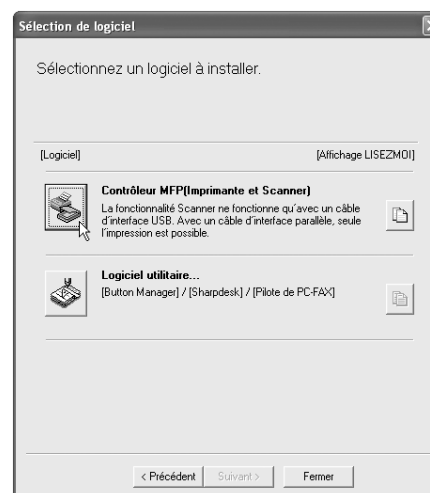 Sélection de logiciel
Sélectionnez un logiciel à installer.
[Logiciel] [Affichage LISEZMOI]
Contrôleur MFP(Imprimante et Scanner)
La fonctionnalité Scanner ne fonctionne qu'avec un câble
d'interface USB. Avec un câble d'interface parallèle, seule
l'impression est possible.
Logiciel utilitaire...
[Button Manager] / [Sharpdesk] / [Pilote de PC-FAX]
< Précédent Suivant > Fermer